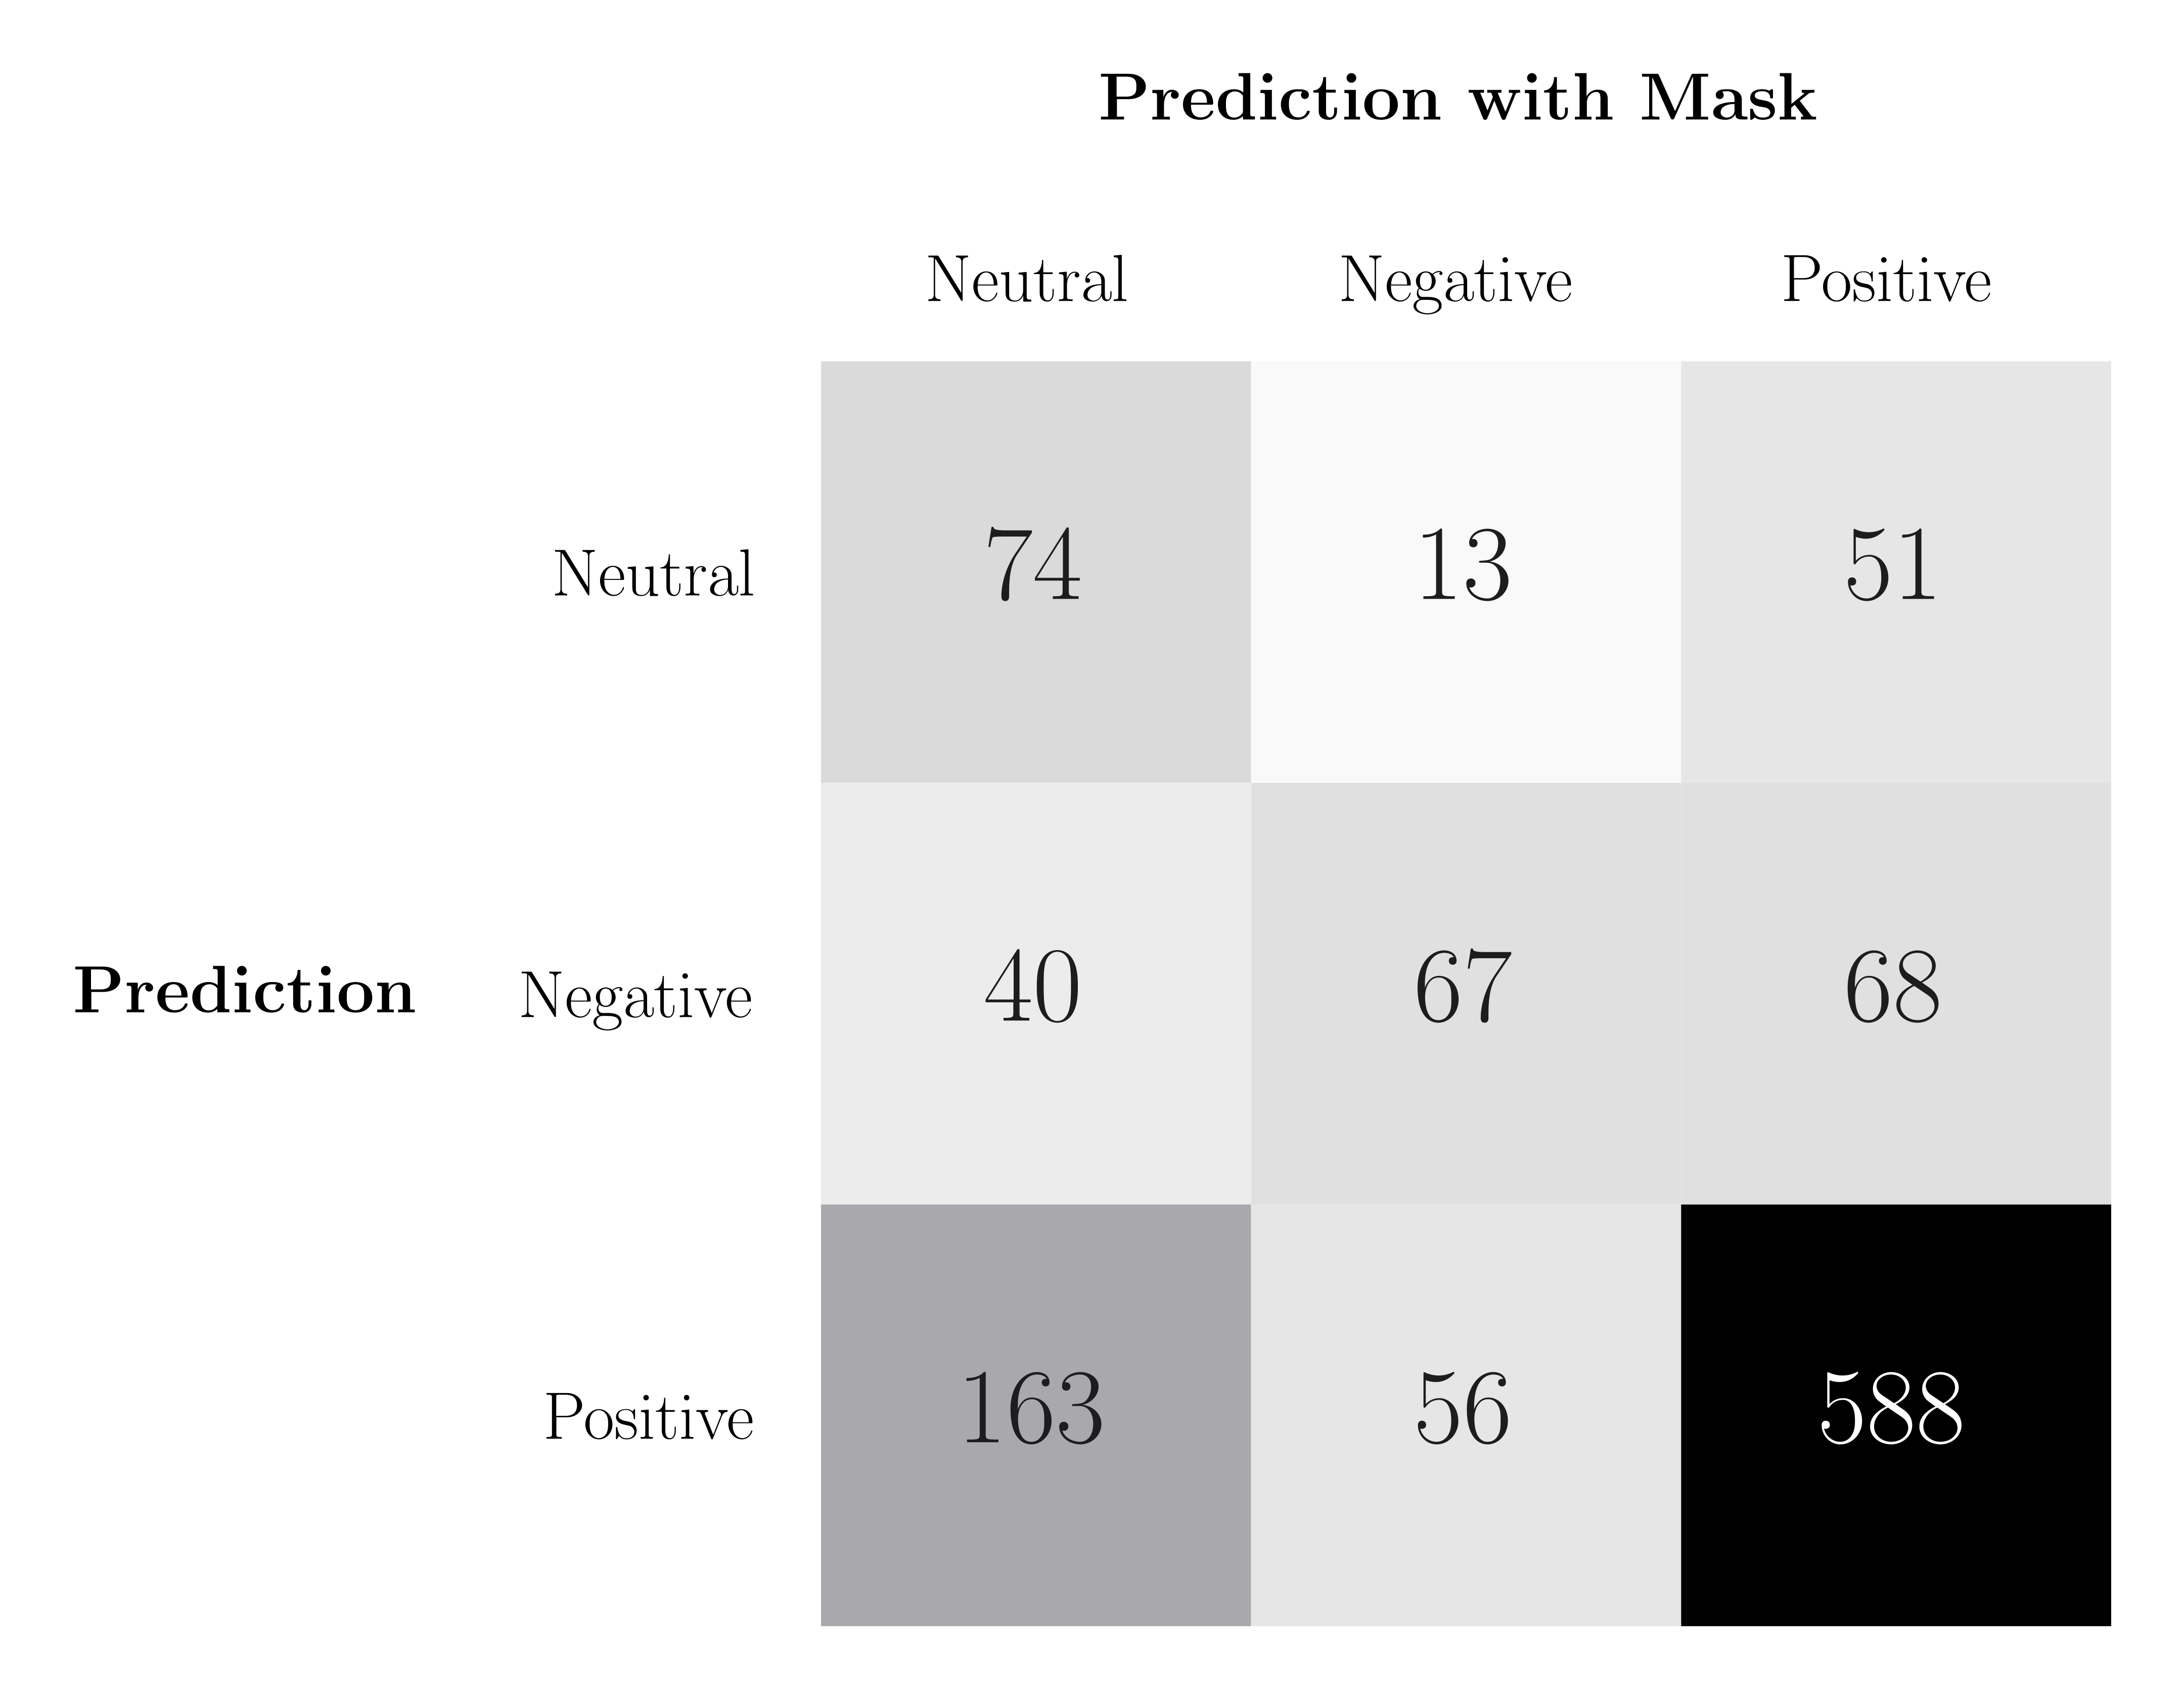 Prediction with Mask
Neutral Negative Positive
Neutral 74 13 51
Prediction Negative 40 67 68
Positive 163 56 588